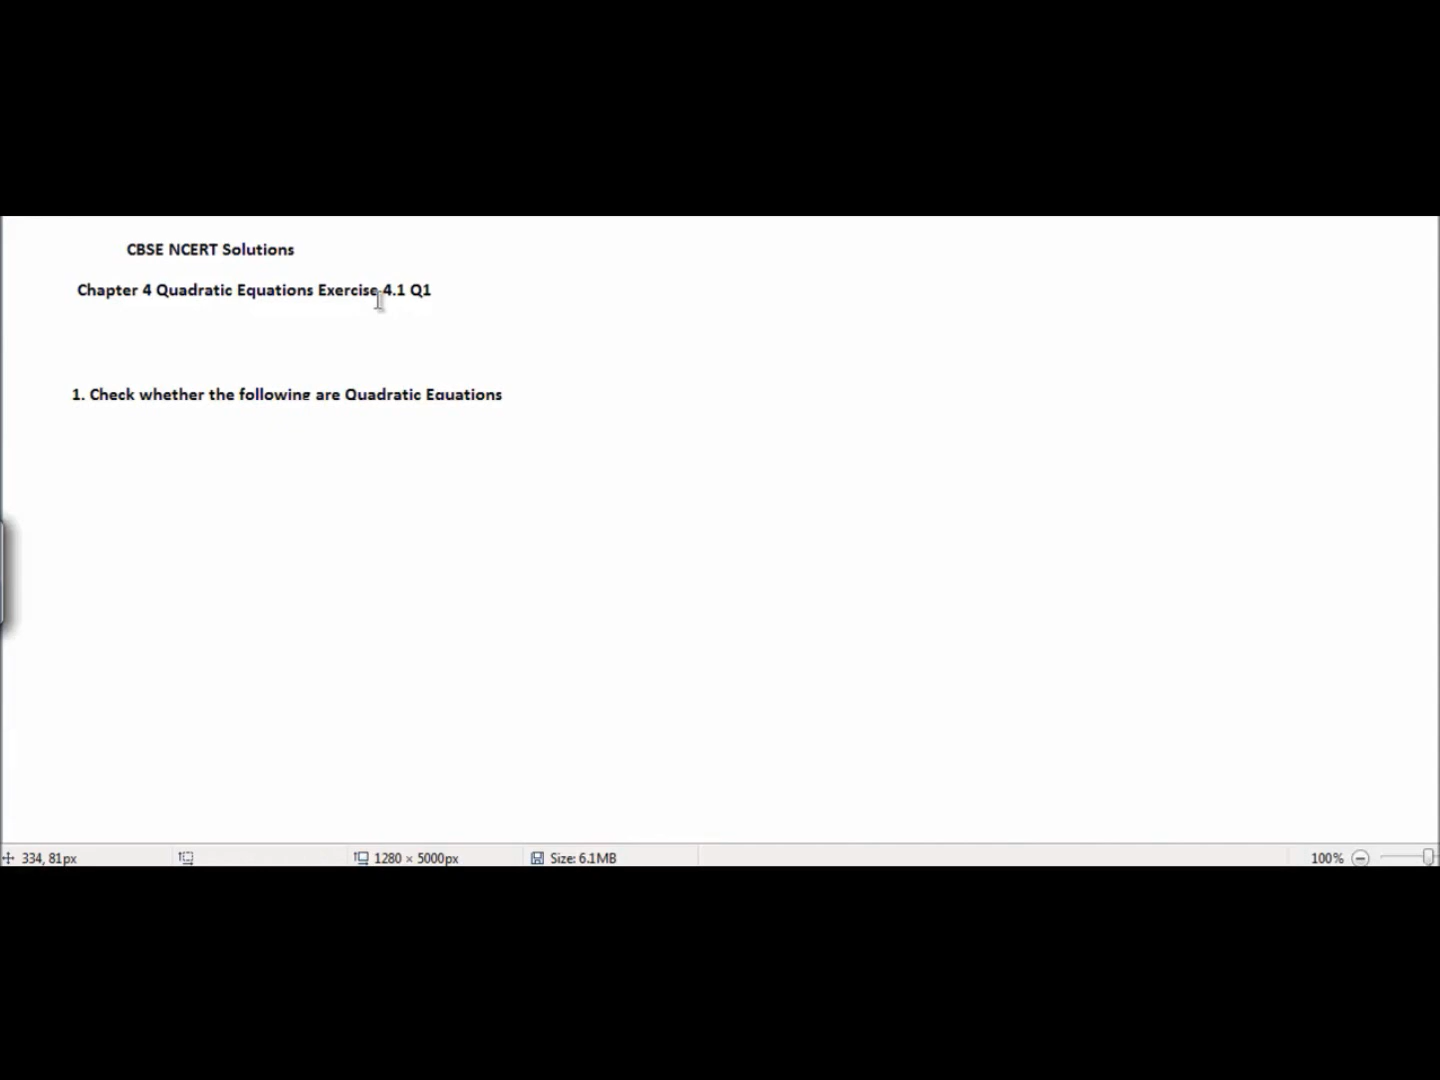 CBSE NCERT Solutions
Chapter 4 Quadratic Equations Exercise 4.1 Q1
1. Check whether the following are Quadratic Equations
334, 81px
1280 × 5000px
Size: 6.1MB
100%